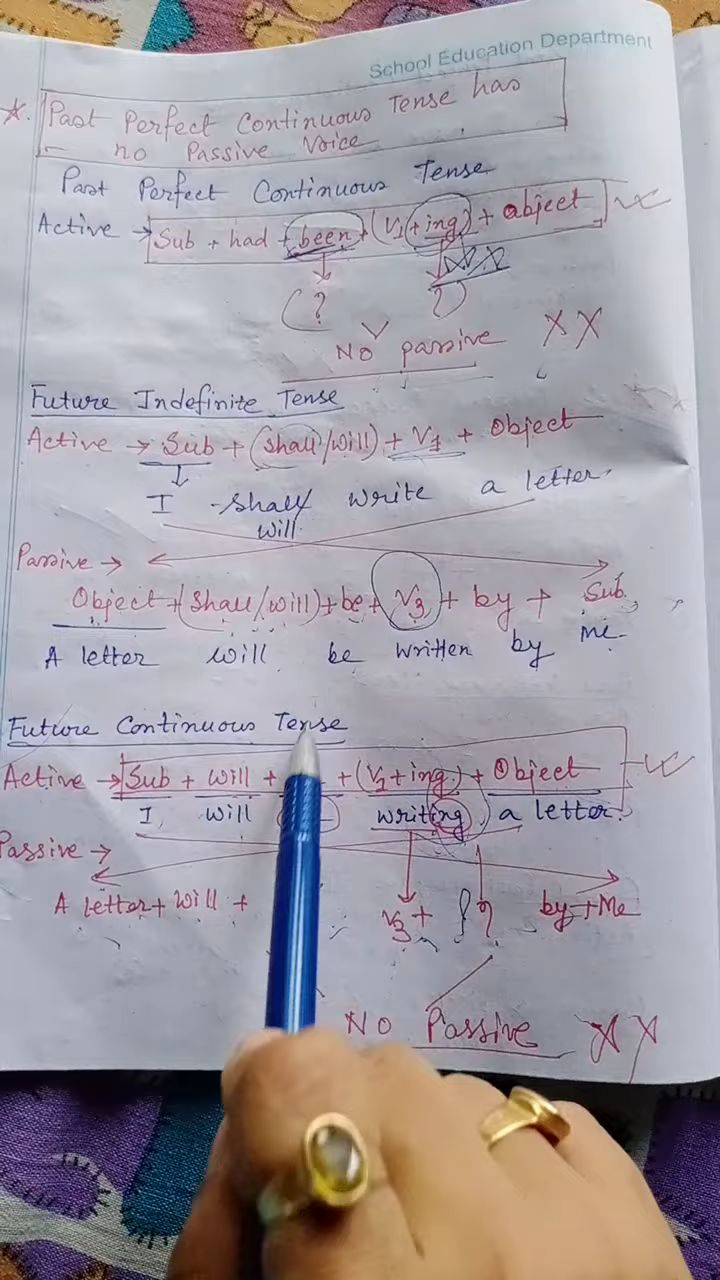 School Education Department
* Past Perfect Continuous Tense has
no Passive Voice
Past Perfect Continuous Tense
Active → Sub + had + been + (V1 + ing) + object
(? ?)
No passive XX
Future Indefinite Tense
Active → Sub + (shall/will) + V1 + Object
I shall write a letter.
will
Passive →
Object + (shall/will) + be + V3 + by + Sub.
A letter will be written by me.
Future Continuous Tense
Active → Sub + will + + (V1 + ing) + Object
I will writing a letter.
Passive →
A letter + will + V3 + ? by + Me
No Passive XX